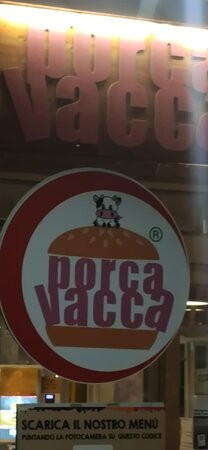 porca
vacca
®
porca
vacca
SCARICA IL NOSTRO MENÙ
PUNTANDO LA FOTOCAMERA SU QUESTO CODICE